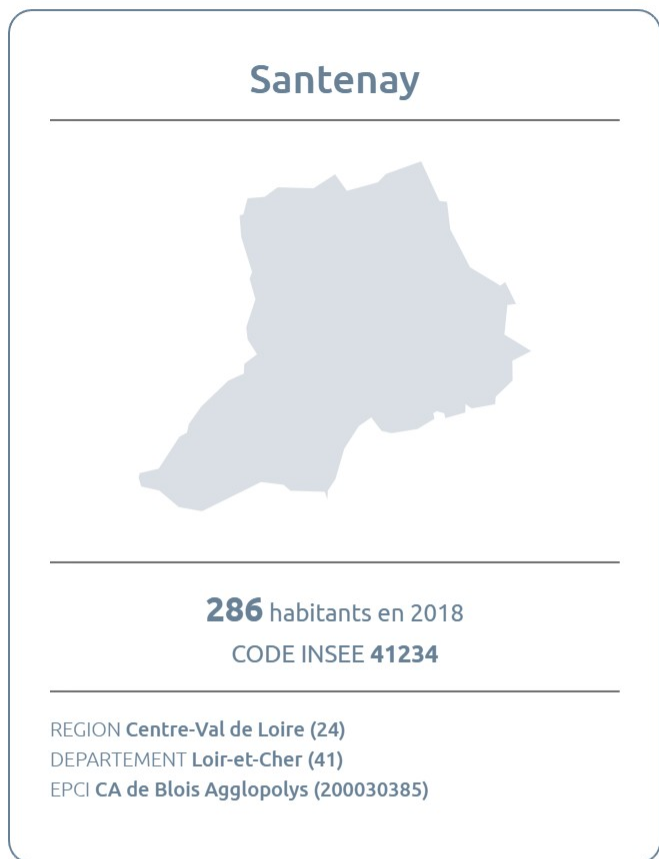 Santenay
286 habitants en 2018
CODE INSEE 41234
REGION Centre-Val de Loire (24)
DEPARTEMENT Loir-et-Cher (41)
EPCI CA de Blois Agglopolys (200030385)